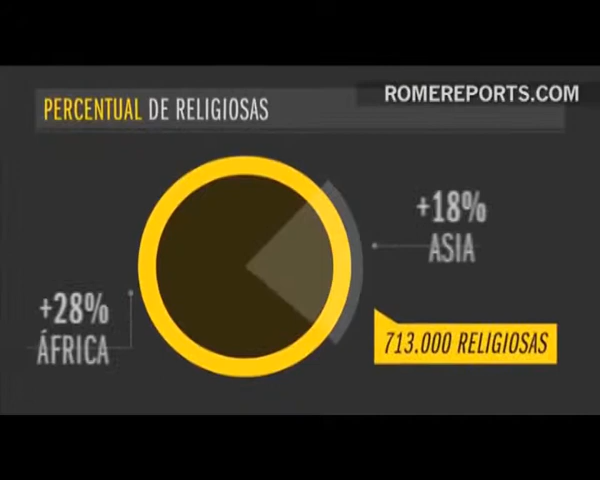 ROMEREPORTS.COM
PERCENTUAL DE RELIGIOSAS
+18%
ASIA
+28%
ÁFRICA
713.000 RELIGIOSAS